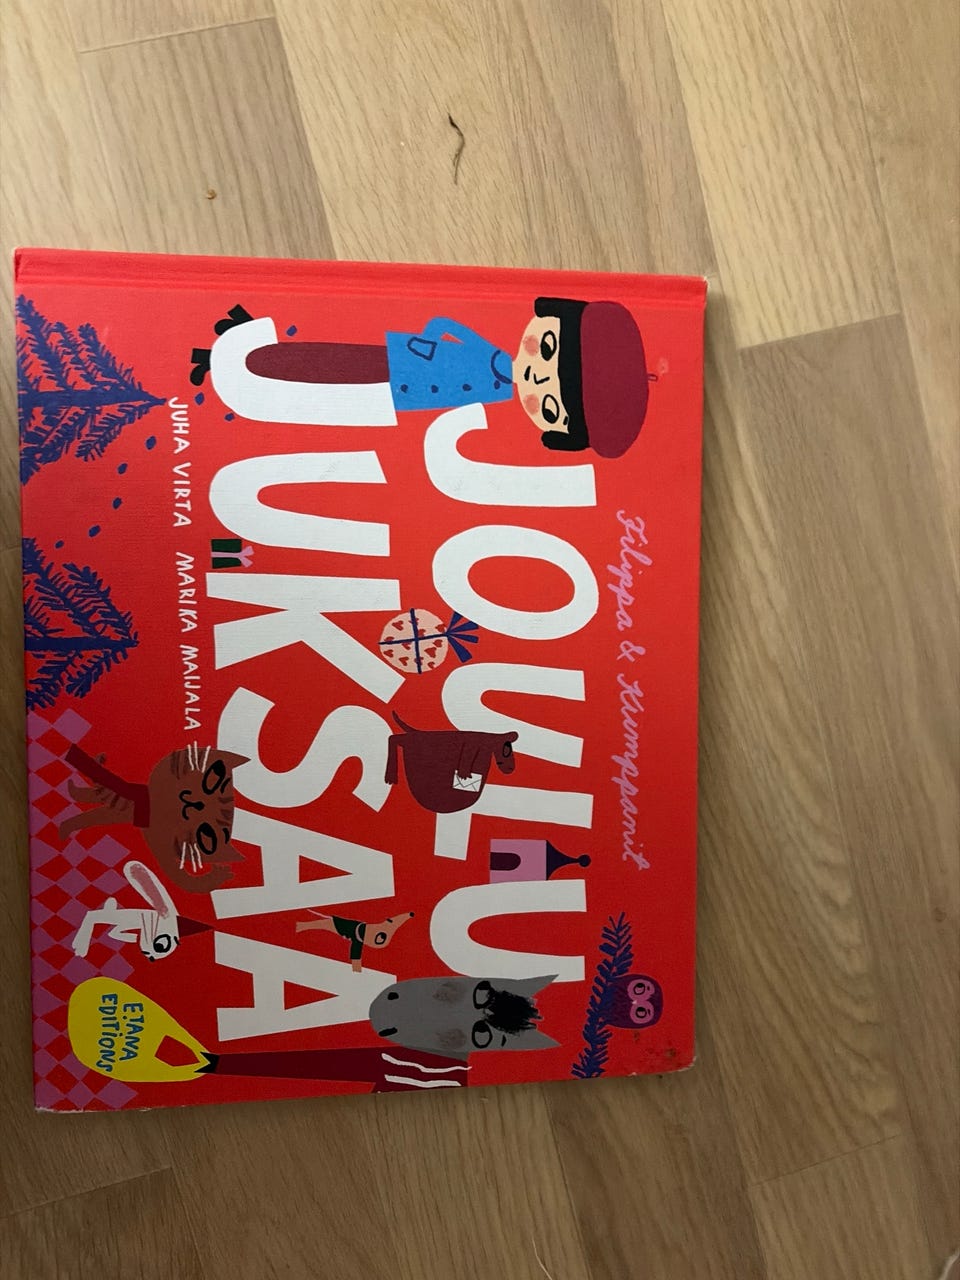 Filippa & Kumppanit
JOULU
JUKSAA
JUHA VIRTA MARIKA MAIJALA
ETANA
EDITIONS